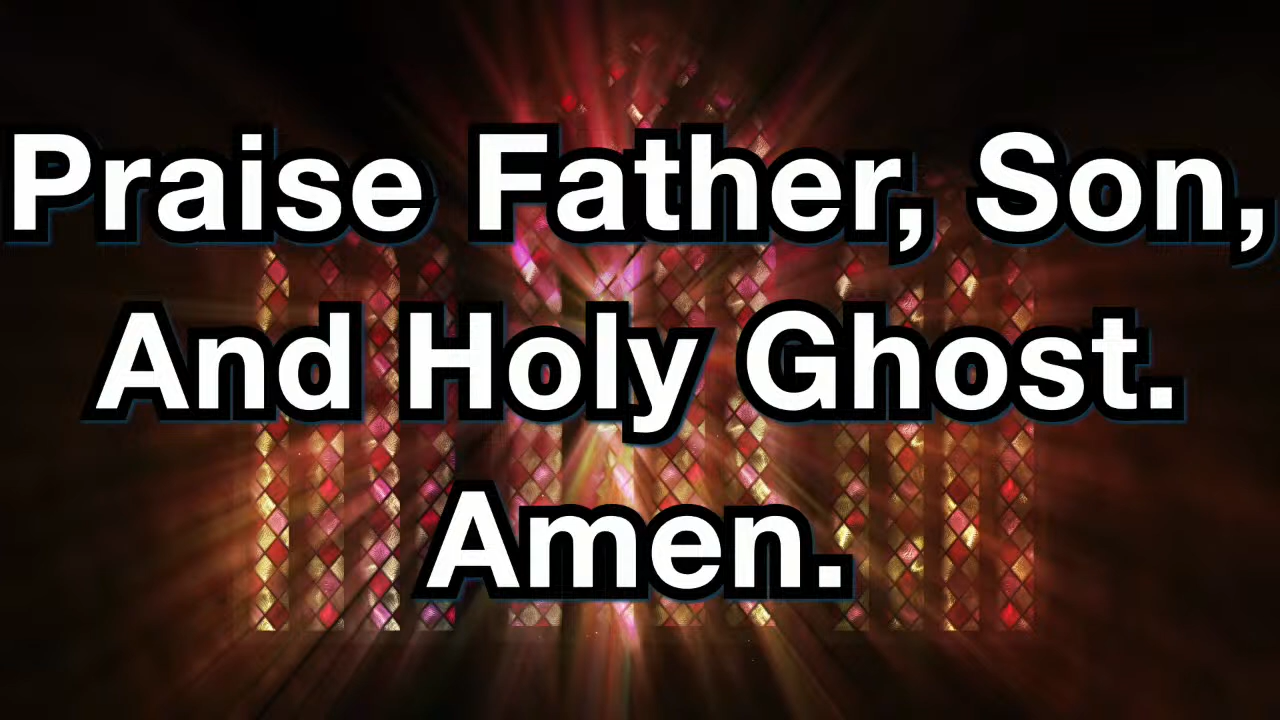 Praise Father, Son,
And Holy Ghost.
Amen.